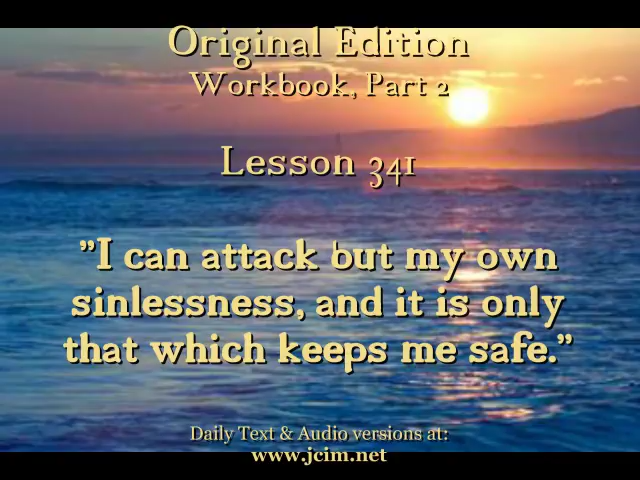 Original Edition
Workbook, Part 2
Lesson 341
"I can attack but my own
sinlessness, and it is only
that which keeps me safe."
Daily Text & Audio versions at:
www.jcim.net